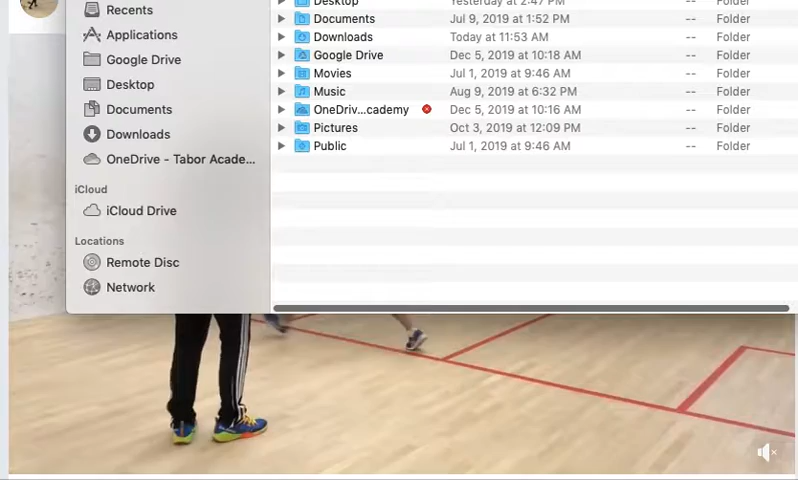 Recents
Applications
Google Drive
Desktop
Documents
Downloads
OneDrive - Tabor Acade...
iCloud
iCloud Drive
Locations
Remote Disc
Network
Desktop Yesterday at 2:47 PM -- Folder
Documents Jul 9, 2019 at 1:52 PM -- Folder
Downloads Today at 11:53 AM -- Folder
Google Drive Dec 5, 2019 at 10:18 AM -- Folder
Movies Jul 1, 2019 at 9:46 AM -- Folder
Music Aug 9, 2019 at 6:32 PM -- Folder
OneDriv...cademy Dec 5, 2019 at 10:16 AM -- Folder
Pictures Oct 3, 2019 at 12:09 PM -- Folder
Public Jul 1, 2019 at 9:46 AM -- Folder